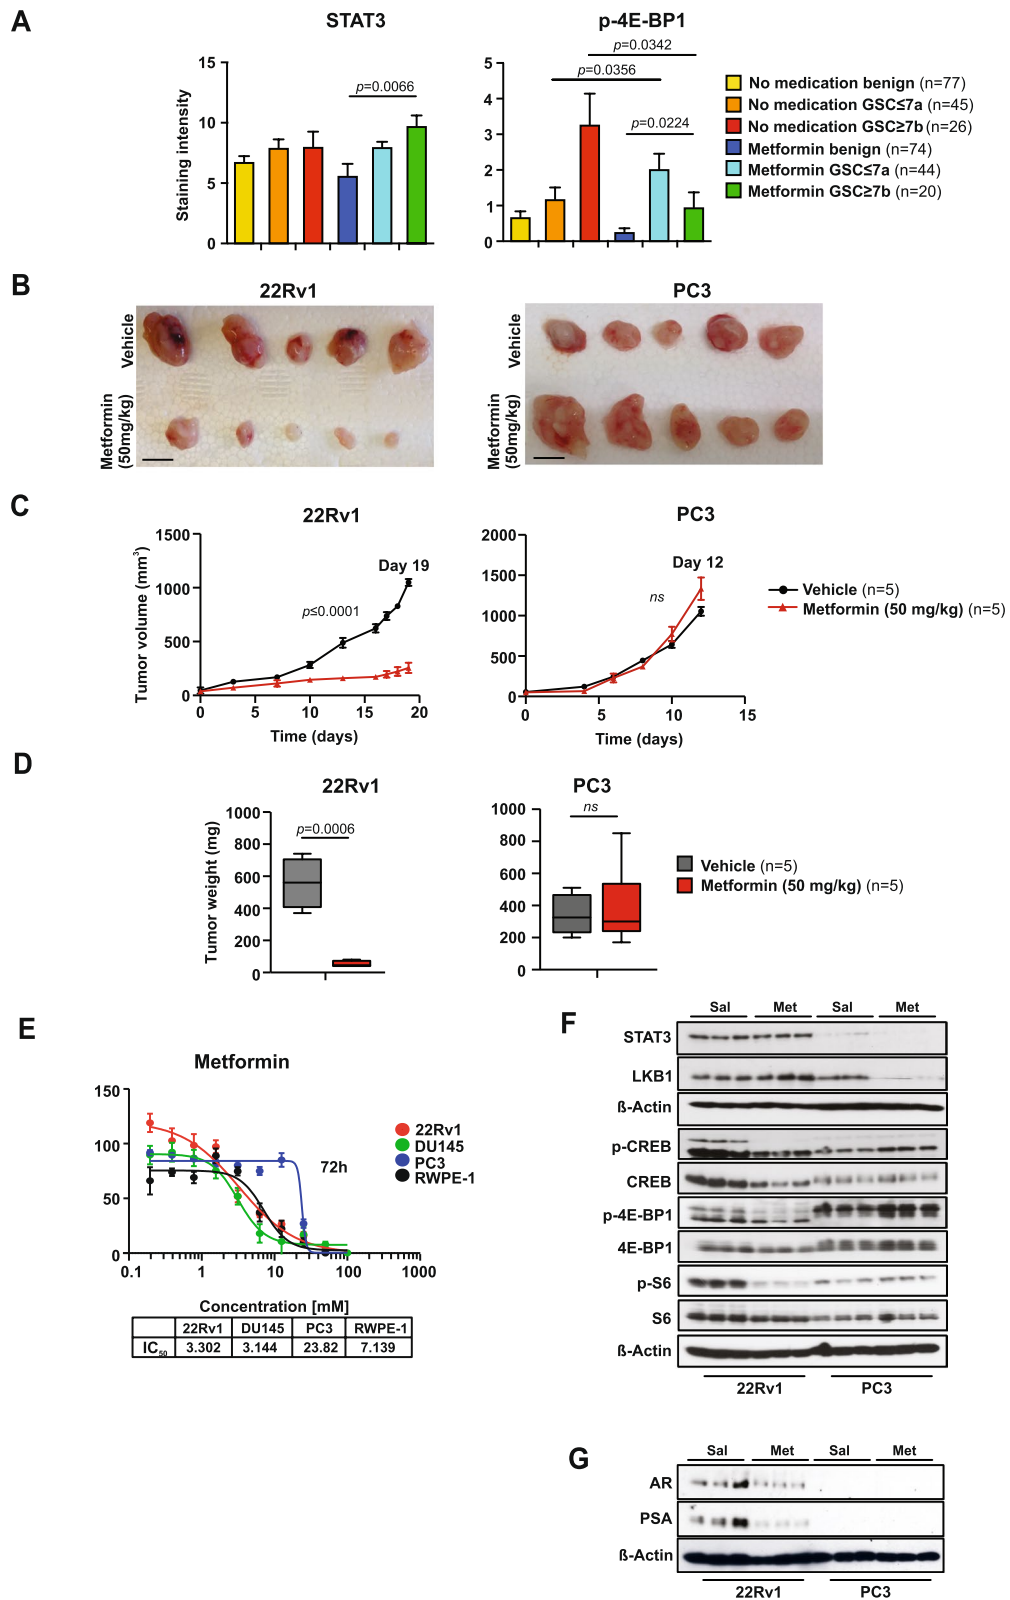 A
STAT3
p-4E-BP1
Staining intensity
15
10
5
0
p=0.0066
5
4
3
2
1
0
p=0.0342
p=0.0356
p=0.0224
No medication benign (n=77)
No medication GSC≤7a (n=45)
No medication GSC≥7b (n=26)
Metformin benign (n=74)
Metformin GSC≤7a (n=44)
Metformin GSC≥7b (n=20)
B
22Rv1
PC3
Vehicle
Metformin
(50mg/kg)
Vehicle
Metformin
(50mg/kg)
C
22Rv1
PC3
Tumor volume (mm³)
1500
1000
500
0
Day 19
p≤0.0001
0 5 10 15 20
Time (days)
2000
1500
1000
500
0
Day 12
ns
0 5 10 15
Time (days)
Vehicle (n=5)
Metformin (50 mg/kg) (n=5)
D
22Rv1
PC3
Tumor weight (mg)
1000
800
600
400
200
0
p=0.0006
1000
800
600
400
200
0
ns
Vehicle (n=5)
Metformin (50 mg/kg) (n=5)
E
Metformin
150
100
50
0
72h
22Rv1
DU145
PC3
RWPE-1
0.1 1 10 100 1000
Concentration [mM]
22Rv1 DU145 PC3 RWPE-1
IC50 3.302 3.144 23.82 7.139
F
Sal Met Sal Met
STAT3
LKB1
ß-Actin
p-CREB
CREB
p-4E-BP1
4E-BP1
p-S6
S6
ß-Actin
22Rv1 PC3
G
Sal Met Sal Met
AR
PSA
ß-Actin
22Rv1 PC3